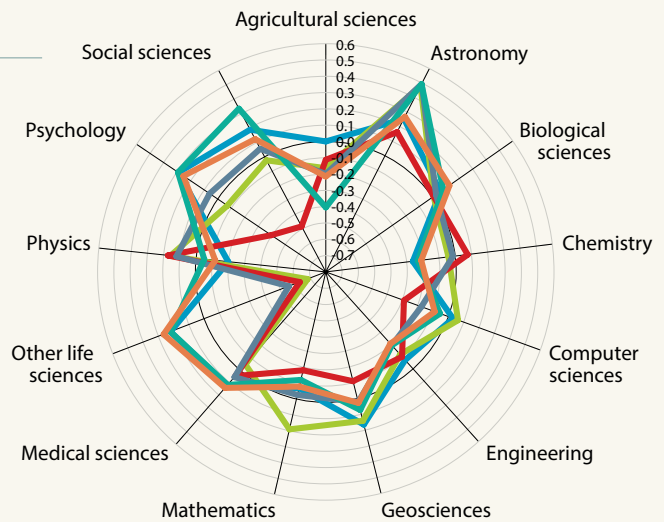 Agricultural sciences
Social sciences
Astronomy
Psychology
Biological
sciences
Physics
Chemistry
Other life
sciences
Computer
sciences
Medical sciences
Engineering
Mathematics
Geosciences
0.6
0.5
0.4
0.3
0.2
0.1
0.0
-0.1
-0.2
-0.3
-0.4
-0.5
-0.6
-0.7